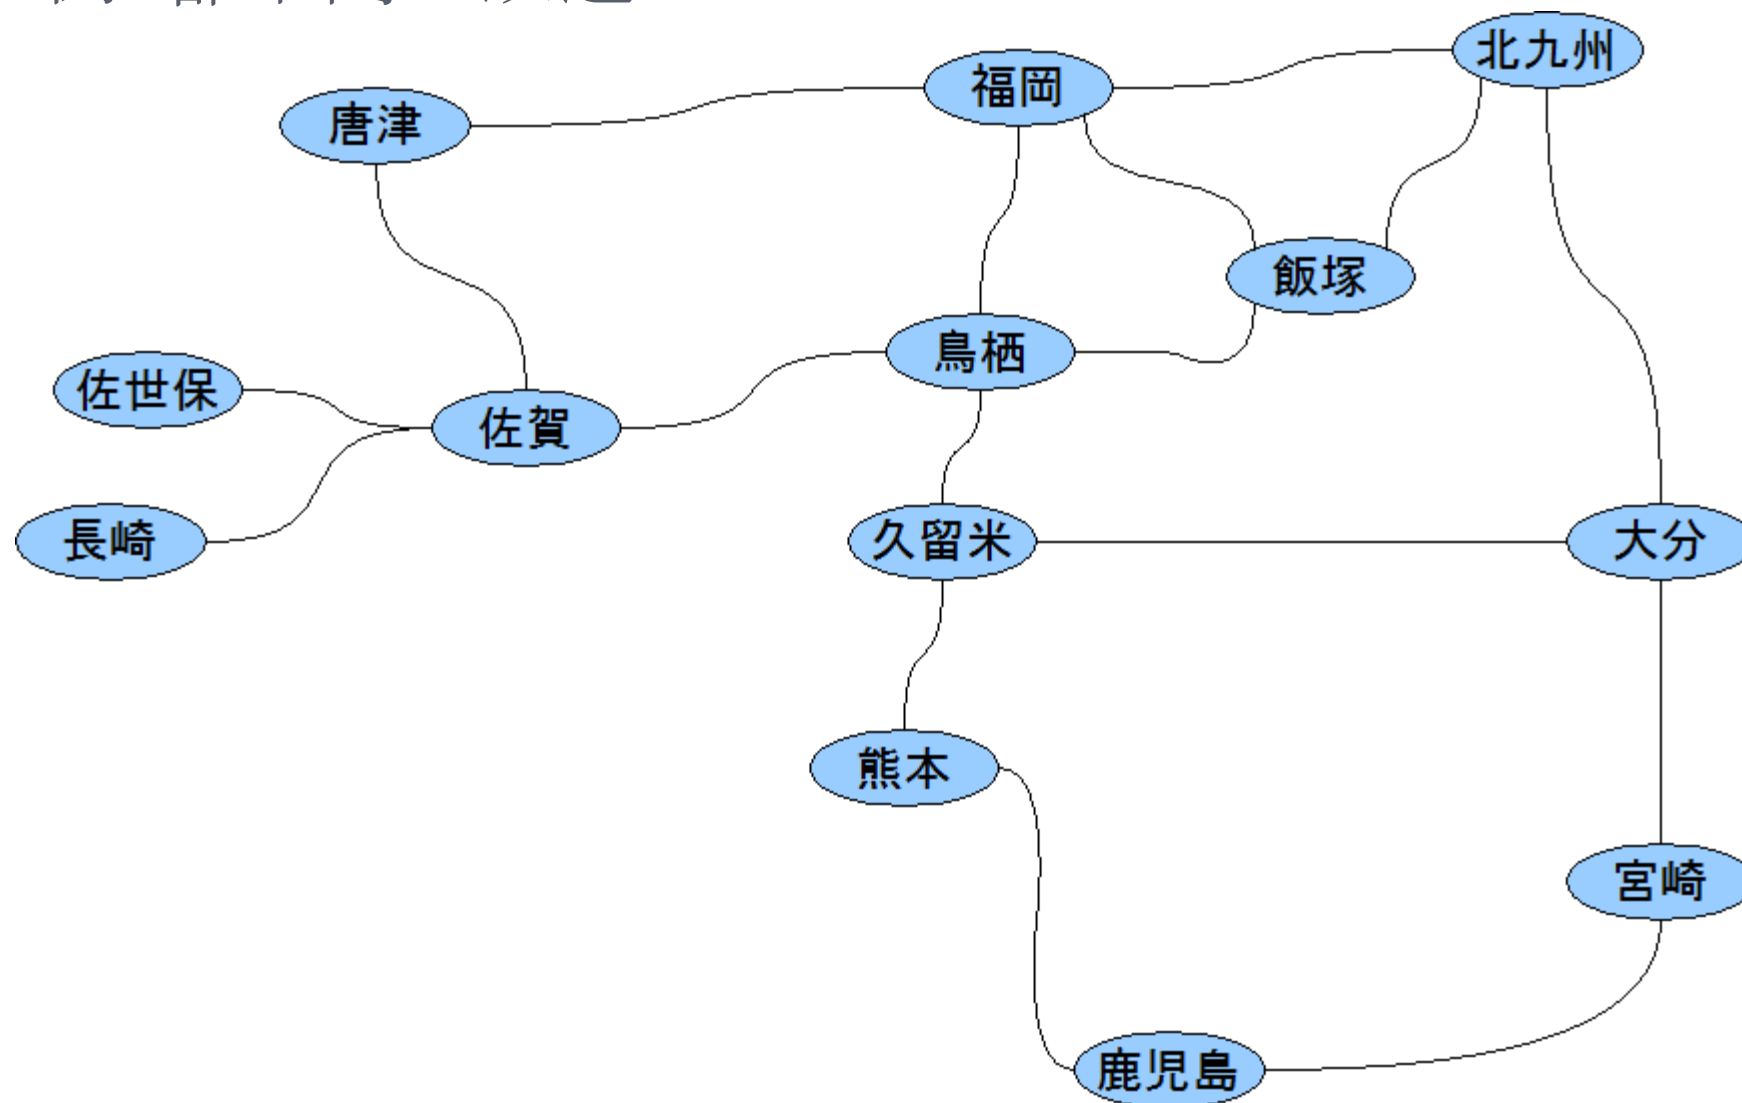 北九州
福岡
唐津
飯塚
鳥栖
佐世保
佐賀
長崎
久留米
大分
熊本
宮崎
鹿児島